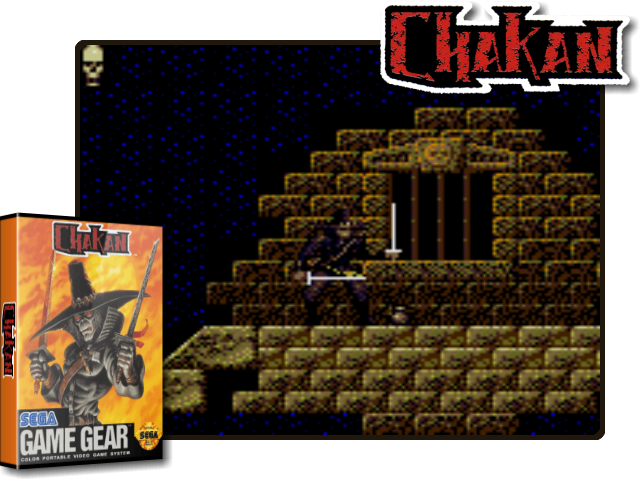 CHAKAN
CHAKAN
CHAKAN
SEGA
GAME GEAR
COLOR PORTABLE VIDEO GAME SYSTEM
SEGA